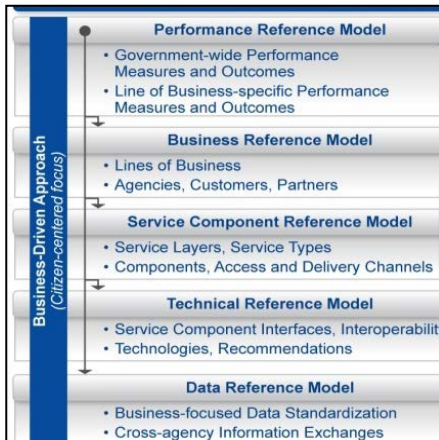 Business-Driven Approach
(Citizen-centered focus)
Performance Reference Model
• Government-wide Performance
Measures and Outcomes
• Line of Business-specific Performance
Measures and Outcomes
Business Reference Model
• Lines of Business
• Agencies, Customers, Partners
Service Component Reference Model
• Service Layers, Service Types
• Components, Access and Delivery Channels
Technical Reference Model
• Service Component Interfaces, Interoperabilit
• Technologies, Recommendations
Data Reference Model
• Business-focused Data Standardization
• Cross-agency Information Exchanges